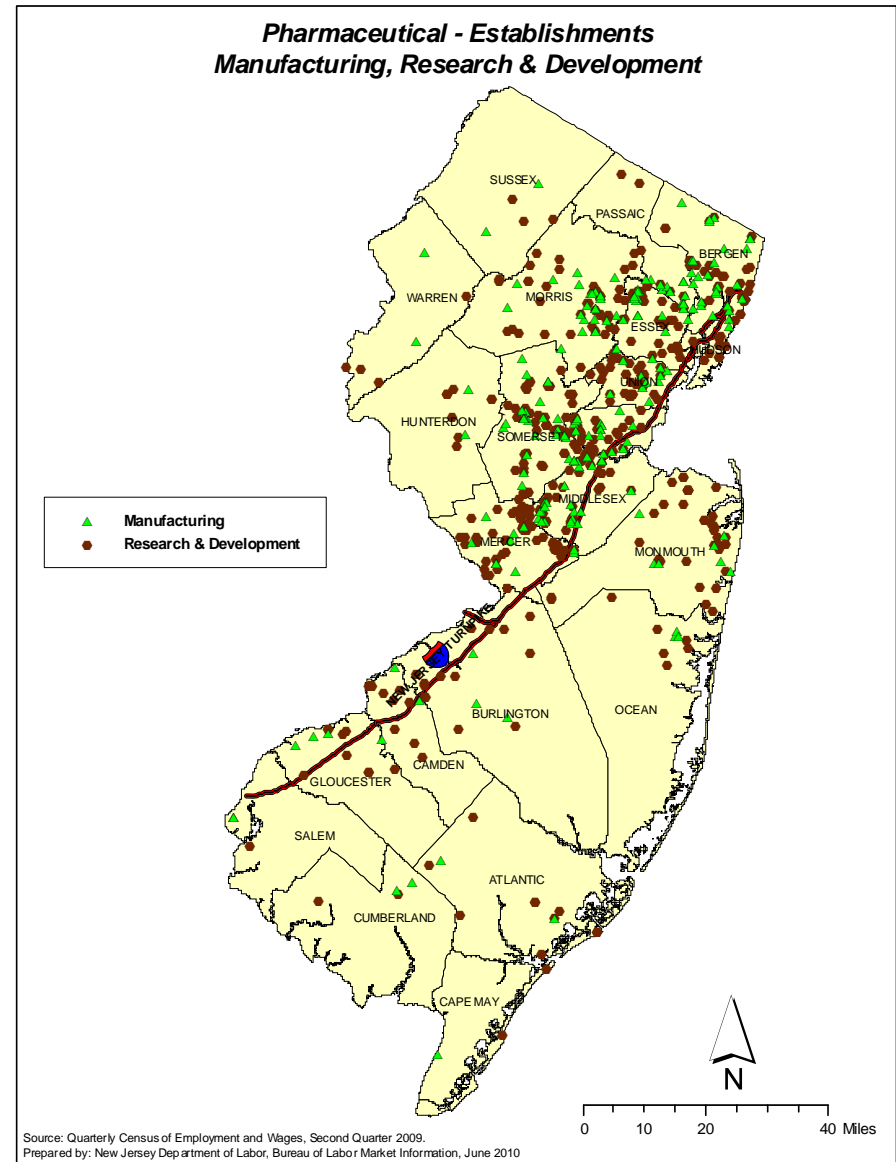 Pharmaceutical - Establishments
Manufacturing, Research & Development
SUSSEX
PASSAIC
BERGEN
WARREN
MORRIS
ESSEX
HUDSON
UNION
HUNTERDON
SOMERSET
MIDDLESEX
Manufacturing
Research & Development
MERCER
MONMOUTH
NEW JERSEY TURNPIKE
BURLINGTON
OCEAN
CAMDEN
GLOUCESTER
SALEM
ATLANTIC
CUMBERLAND
CAPE MAY
N
0 10 20 40 Miles
Source: Quarterly Census of Employment and Wages, Second Quarter 2009.
Prepared by: New Jersey Department of Labor, Bureau of Labor Market Information, June 2010